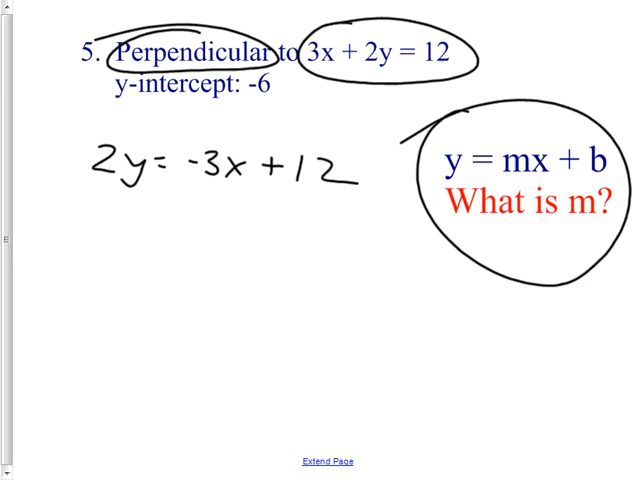 5. Perpendicular to 3x + 2y = 12
y-intercept: -6
2y = -3x + 12
y = mx + b
What is m?
Extend Page